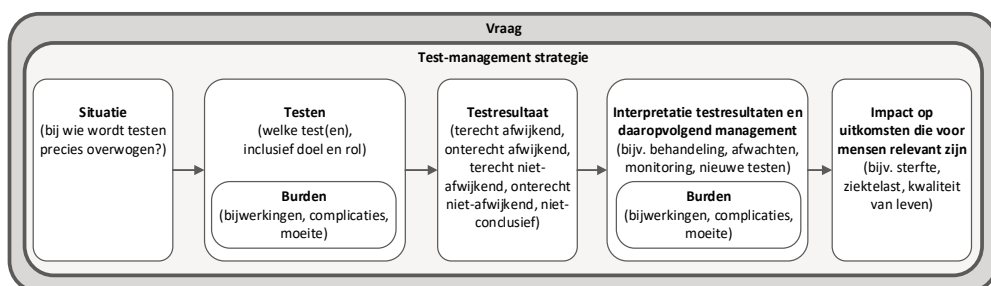 Vraag
Test-management strategie
Situatie
(bij wie wordt testen
precies overwogen?)
Testen
(welke test(en),
inclusief doel en rol)
Burden
(bijwerkingen, complicaties,
moeite)
Testresultaat
(terecht afwijkend,
onterecht afwijkend,
terecht niet-
afwijkend, onterecht
niet-afwijkend, niet-
conclusief)
Interpretatie testresultaten en
daaropvolgend management
(bijv. behandeling, afwachten,
monitoring, nieuwe testen)
Burden
(bijwerkingen, complicaties,
moeite)
Impact op
uitkomsten die voor
mensen relevant zijn
(bijv. sterfte,
ziektelast, kwaliteit
van leven)